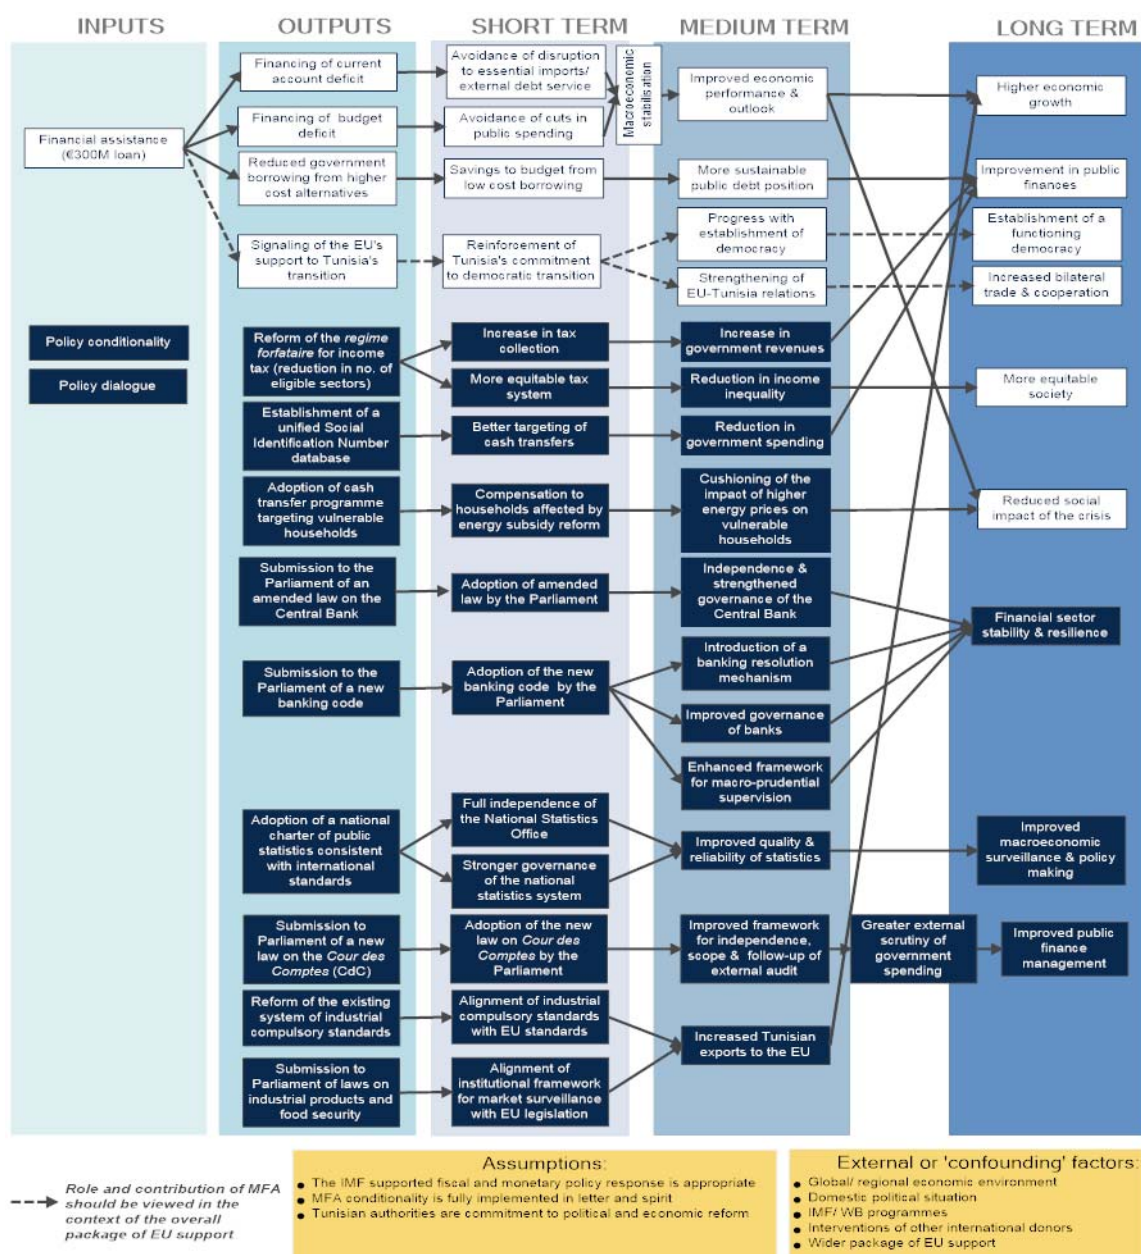 INPUTS
OUTPUTS
SHORT TERM
MEDIUM TERM
LONG TERM
Financial assistance
(€300M loan)
Policy conditionality
Policy dialogue
Financing of current
account deficit
Financing of budget
deficit
Reduced government
borrowing from higher
cost alternatives
Signaling of the EU's
support to Tunisia's
transition
Reform of the regime
forfataire for income
tax (reduction in no. of
eligible sectors)
Establishment of a
unified Social
Identification Number
database
Adoption of cash
transfer programme
targeting vulnerable
households
Submission to the
Parliament of an
amended law on the
Central Bank
Submission to the
Parliament of a new
banking code
Adoption of a national
charter of public
statistics consistent
with international
standards
Submission to
Parliament of a new
law on the Cour des
Comptes (CdC)
Reform of the existing
system of industrial
compulsory standards
Submission to
Parliament of laws on
industrial products and
food security
Avoidance of disruption
to essential imports/
external debt service
Avoidance of cuts in
public spending
Macroeconomic
stabilisation
Savings to budget from
low cost borrowing
Reinforcement of
Tunisia's commitment
to democratic transition
Increase in tax
collection
More equitable tax
system
Better targeting of
cash transfers
Compensation to
households affected by
energy subsidy reform
Adoption of amended
law by the Parliament
Adoption of the new
banking code by the
Parliament
Full independence of
the National Statistics
Office
Stronger governance
of the national
statistics system
Adoption of the new
law on Cour des
Comptes by the
Parliament
Alignment of industrial
compulsory standards
with EU standards
Alignment of
institutional framework
for market surveillance
with EU legislation
Improved economic
performance &
outlook
More sustainable
public debt position
Progress with
establishment of
democracy
Strengthening of
EU-Tunisia relations
Increase in
government revenues
Reduction in income
inequality
Reduction in
government spending
Cushioning of the
impact of higher
energy prices on
vulnerable
households
Independence &
strengthened
governance of the
Central Bank
Introduction of a
banking resolution
mechanism
Improved governance
of banks
Enhanced framework
for macro-prudential
supervision
Improved quality &
reliability of statistics
Improved framework
for independence,
scope & follow-up of
external audit
Greater external
scrutiny of
government
spending
Increased Tunisian
exports to the EU
Higher economic
growth
Improvement in public
finances
Establishment of a
functioning
democracy
Increased bilateral
trade & cooperation
More equitable
society
Reduced social
impact of the crisis
Financial sector
stability & resilience
Improved
macroeconomic
surveillance & policy
making
Improved public
finance
management
Role and contribution of MFA
should be viewed in the
context of the overall
package of EU support
Assumptions:
• The IMF supported fiscal and monetary policy response is appropriate
• MFA conditionality is fully implemented in letter and spirit
• Tunisian authorities are commitment to political and economic reform
External or 'confounding' factors:
• Global/ regional economic environment
• Domestic political situation
• IMF/ WB programmes
• Interventions of other international donors
• Wider package of EU support